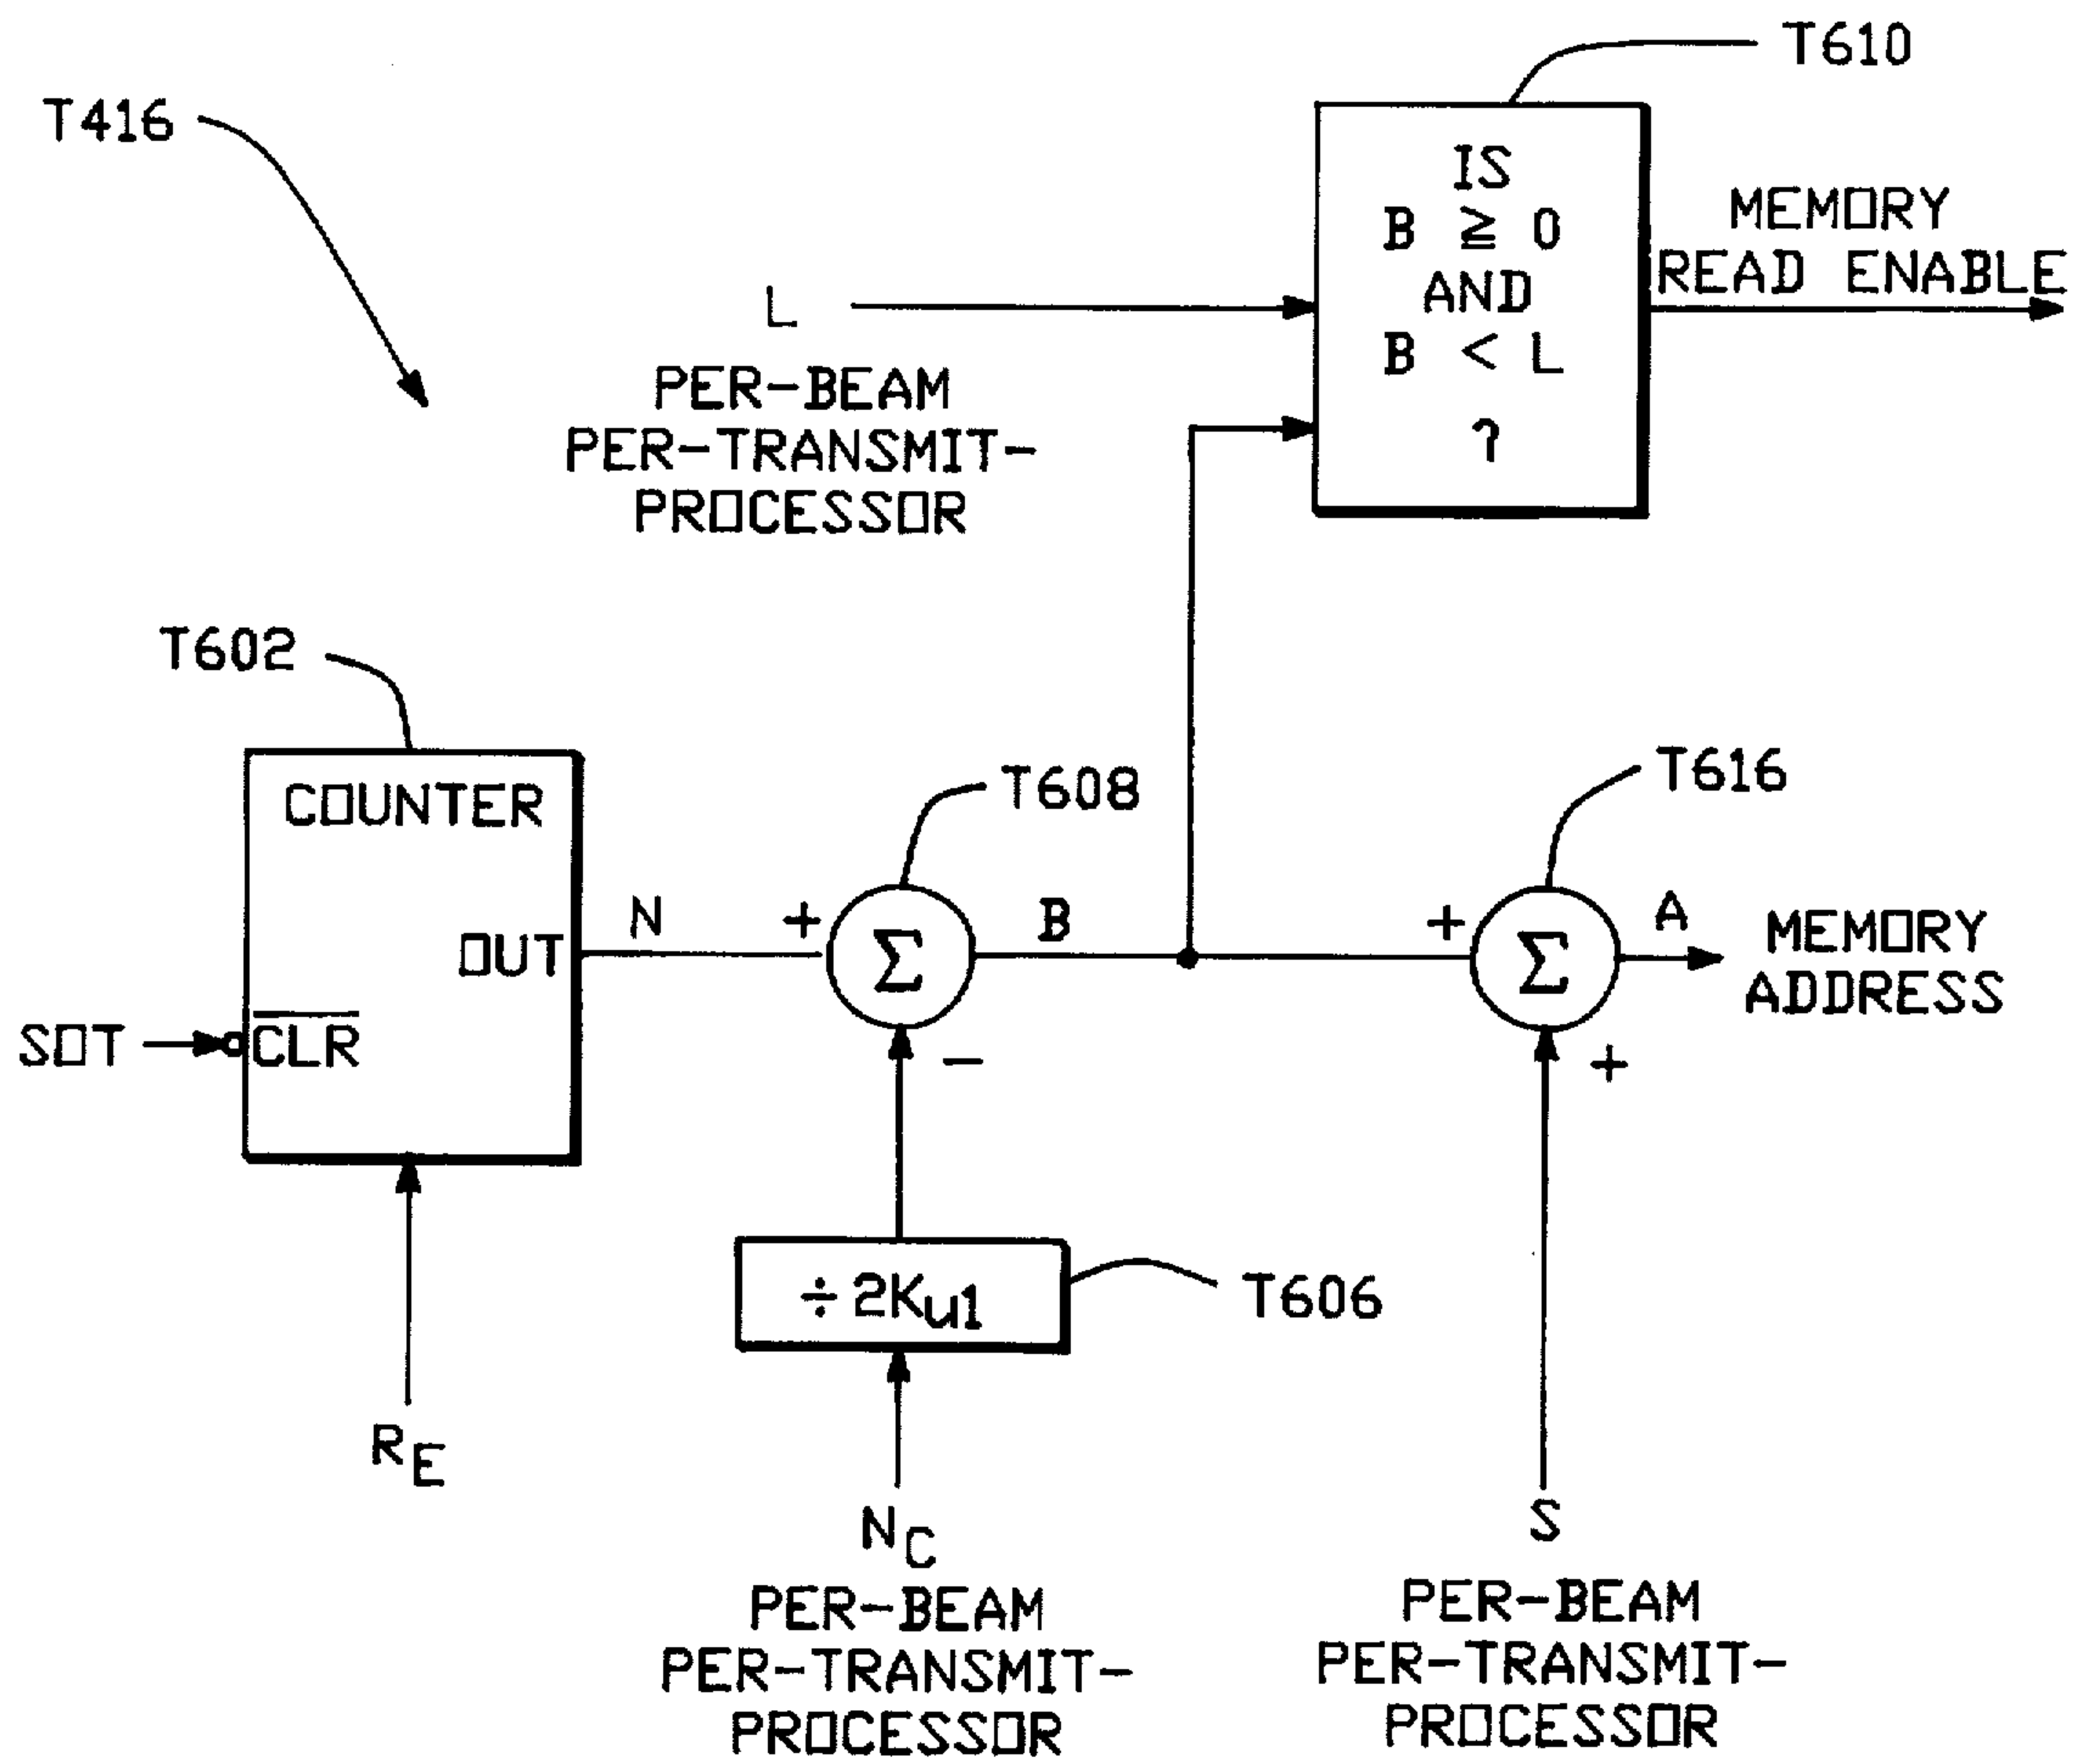 T610
T416
IS
B ≧ 0
AND
B < L
?
MEMORY
READ ENABLE
L
PER-BEAM
PER-TRANSMIT-
PROCESSOR
T602
COUNTER
OUT
SOT
CLR
N
+
T608
Σ
B
−
T616
+
Σ
A
MEMORY
ADDRESS
+
÷ 2Ku1
T606
RE
NC
PER-BEAM
PER-TRANSMIT-
PROCESSOR
S
PER-BEAM
PER-TRANSMIT-
PROCESSOR